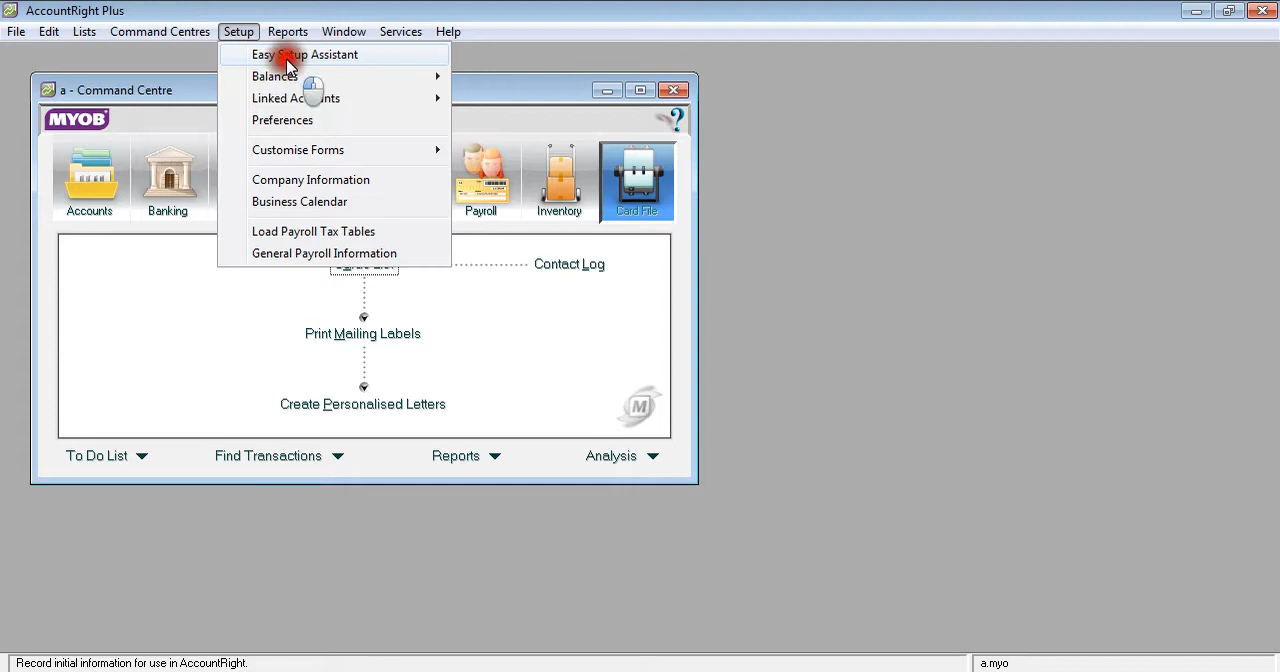 AccountRight Plus
File Edit Lists Command Centres Setup Reports Window Services Help
Easy Setup Assistant
Balances
Linked Accounts
Preferences
Customise Forms
Company Information
Business Calendar
Load Payroll Tax Tables
General Payroll Information
a - Command Centre
MYOB
?
Accounts Banking Payroll Inventory Card File
Contact Log
Print Mailing Labels
Create Personalised Letters
M
To Do List Find Transactions Reports Analysis
Record initial information for use in AccountRight. a.myo